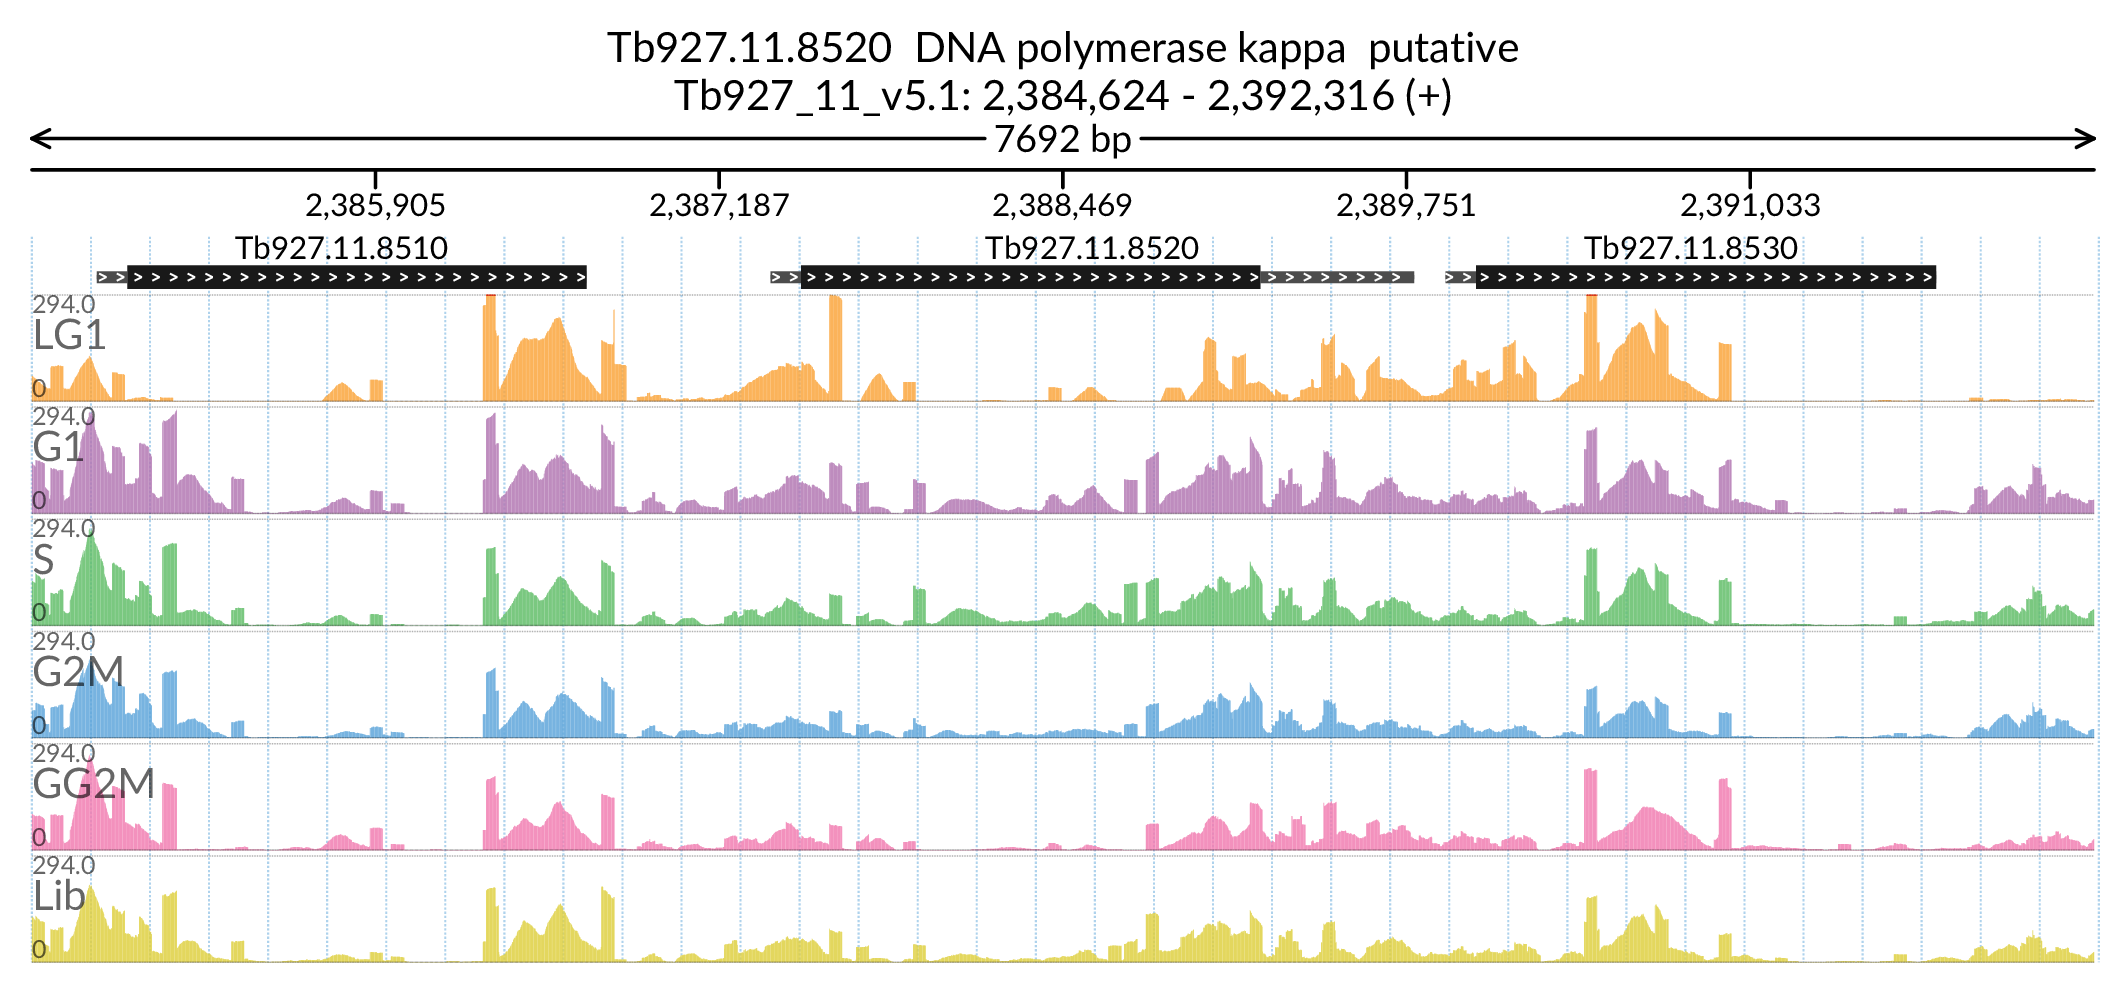 Tb927.11.8520 DNA polymerase kappa putative
Tb927_11_v5.1: 2,384,624 - 2,392,316 (+)
7692 bp
2,385,905 2,387,187 2,388,469 2,389,751 2,391,033
Tb927.11.8510 Tb927.11.8520 Tb927.11.8530
294.0
LG1
0
294.0
G1
0
294.0
S
0
294.0
G2M
0
294.0
GG2M
0
294.0
Lib
0